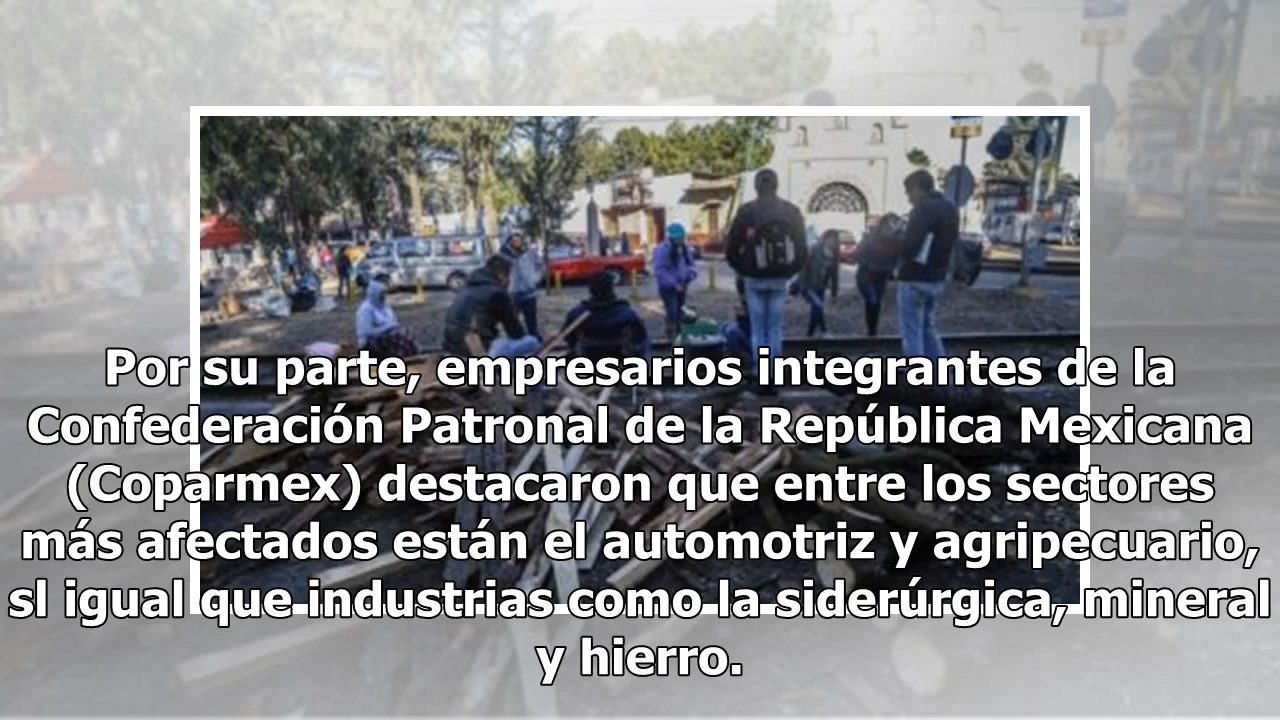 Por su parte, empresarios integrantes de la
Confederación Patronal de la República Mexicana
(Coparmex) destacaron que entre los sectores
más afectados están el automotriz y agripecuario,
sl igual que industrias como la siderúrgica, mineral
y hierro.